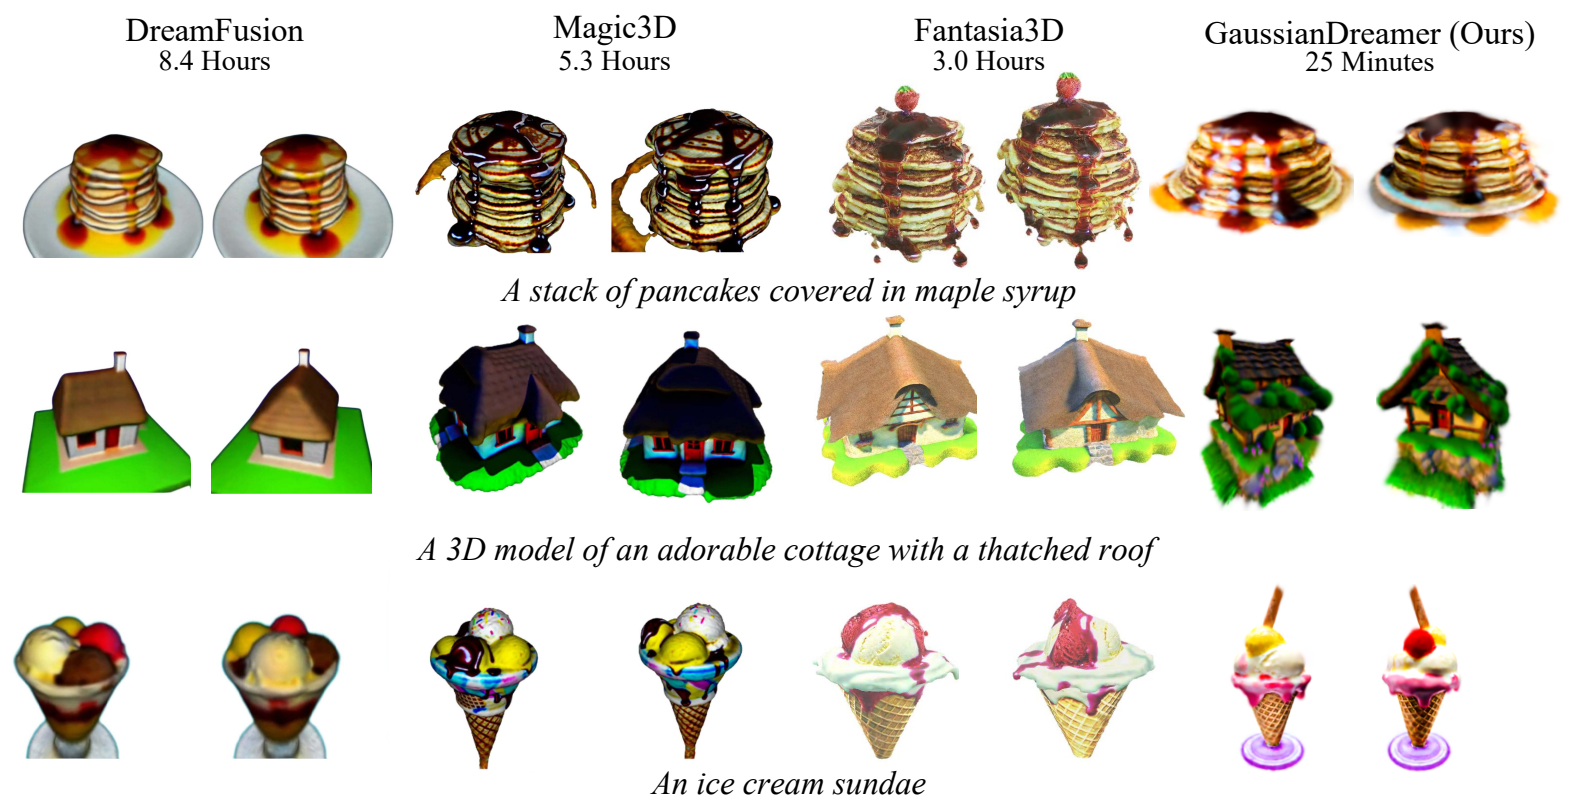 DreamFusion
8.4 Hours
Magic3D
5.3 Hours
Fantasia3D
3.0 Hours
GaussianDreamer (Ours)
25 Minutes
A stack of pancakes covered in maple syrup
A 3D model of an adorable cottage with a thatched roof
An ice cream sundae